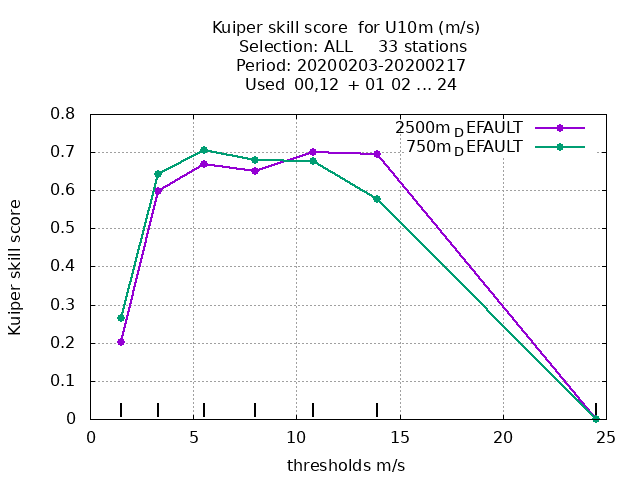 Kuiper skill score  for U10m (m/s)
Selection: ALL     33 stations
Period: 20200203-20200217
Used  00,12  + 01 02 ... 24
2500m_DEFAULT
750m_DEFAULT
0.8
0.7
0.6
0.5
0.4
0.3
0.2
0.1
0
Kuiper skill score
0 5 10 15 20 25
thresholds m/s